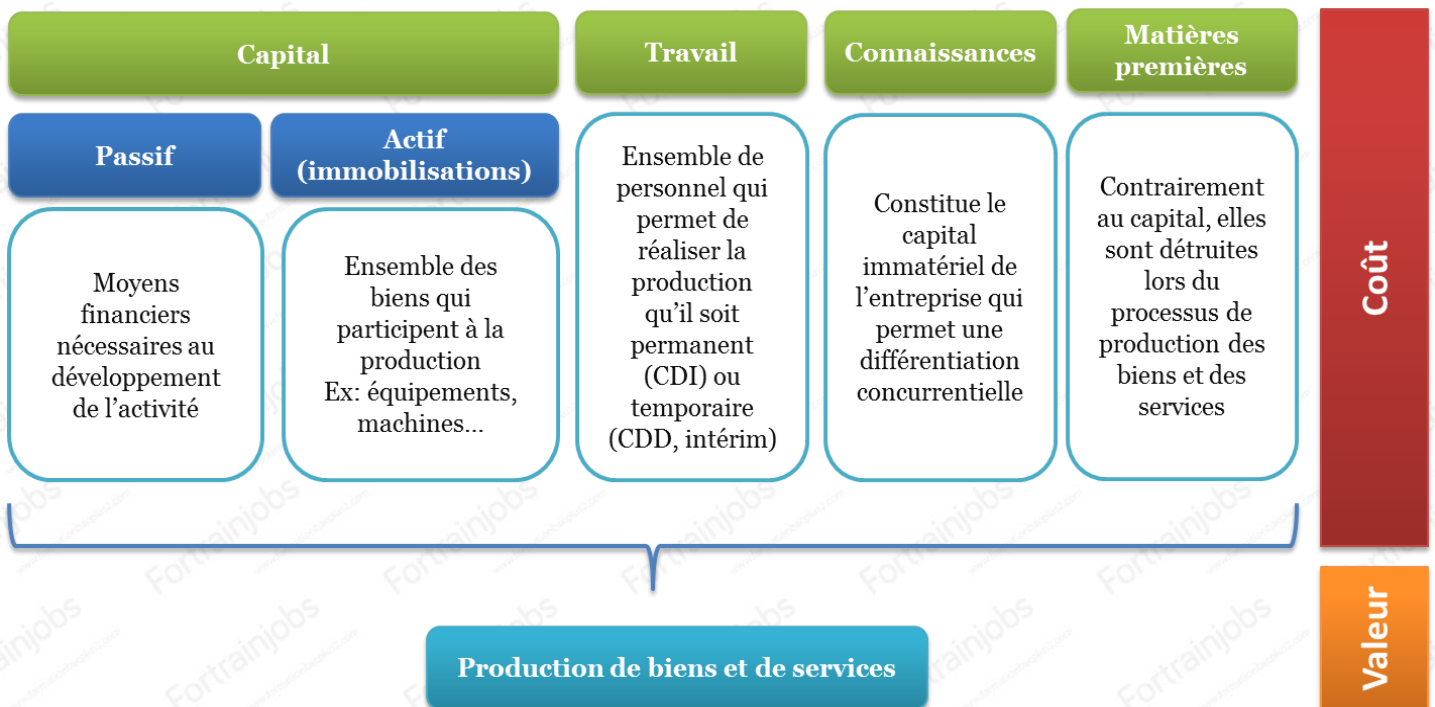 Capital
Travail
Connaissances
Matières
premières
Passif
Actif
(immobilisations)
Moyens
financiers
nécessaires au
développement
de l'activité
Ensemble des
biens qui
participent à la
production
Ex: équipements,
machines…
Ensemble de
personnel qui
permet de
réaliser la
production
qu'il soit
permanent
(CDI) ou
temporaire
(CDD, intérim)
Constitue le
capital
immatériel de
l'entreprise qui
permet une
différentiation
concurrentielle
Contrairement
au capital, elles
sont détruites
lors du
processus de
production des
biens et des
services
Coût
Production de biens et de services
Valeur
Fortrainjobs